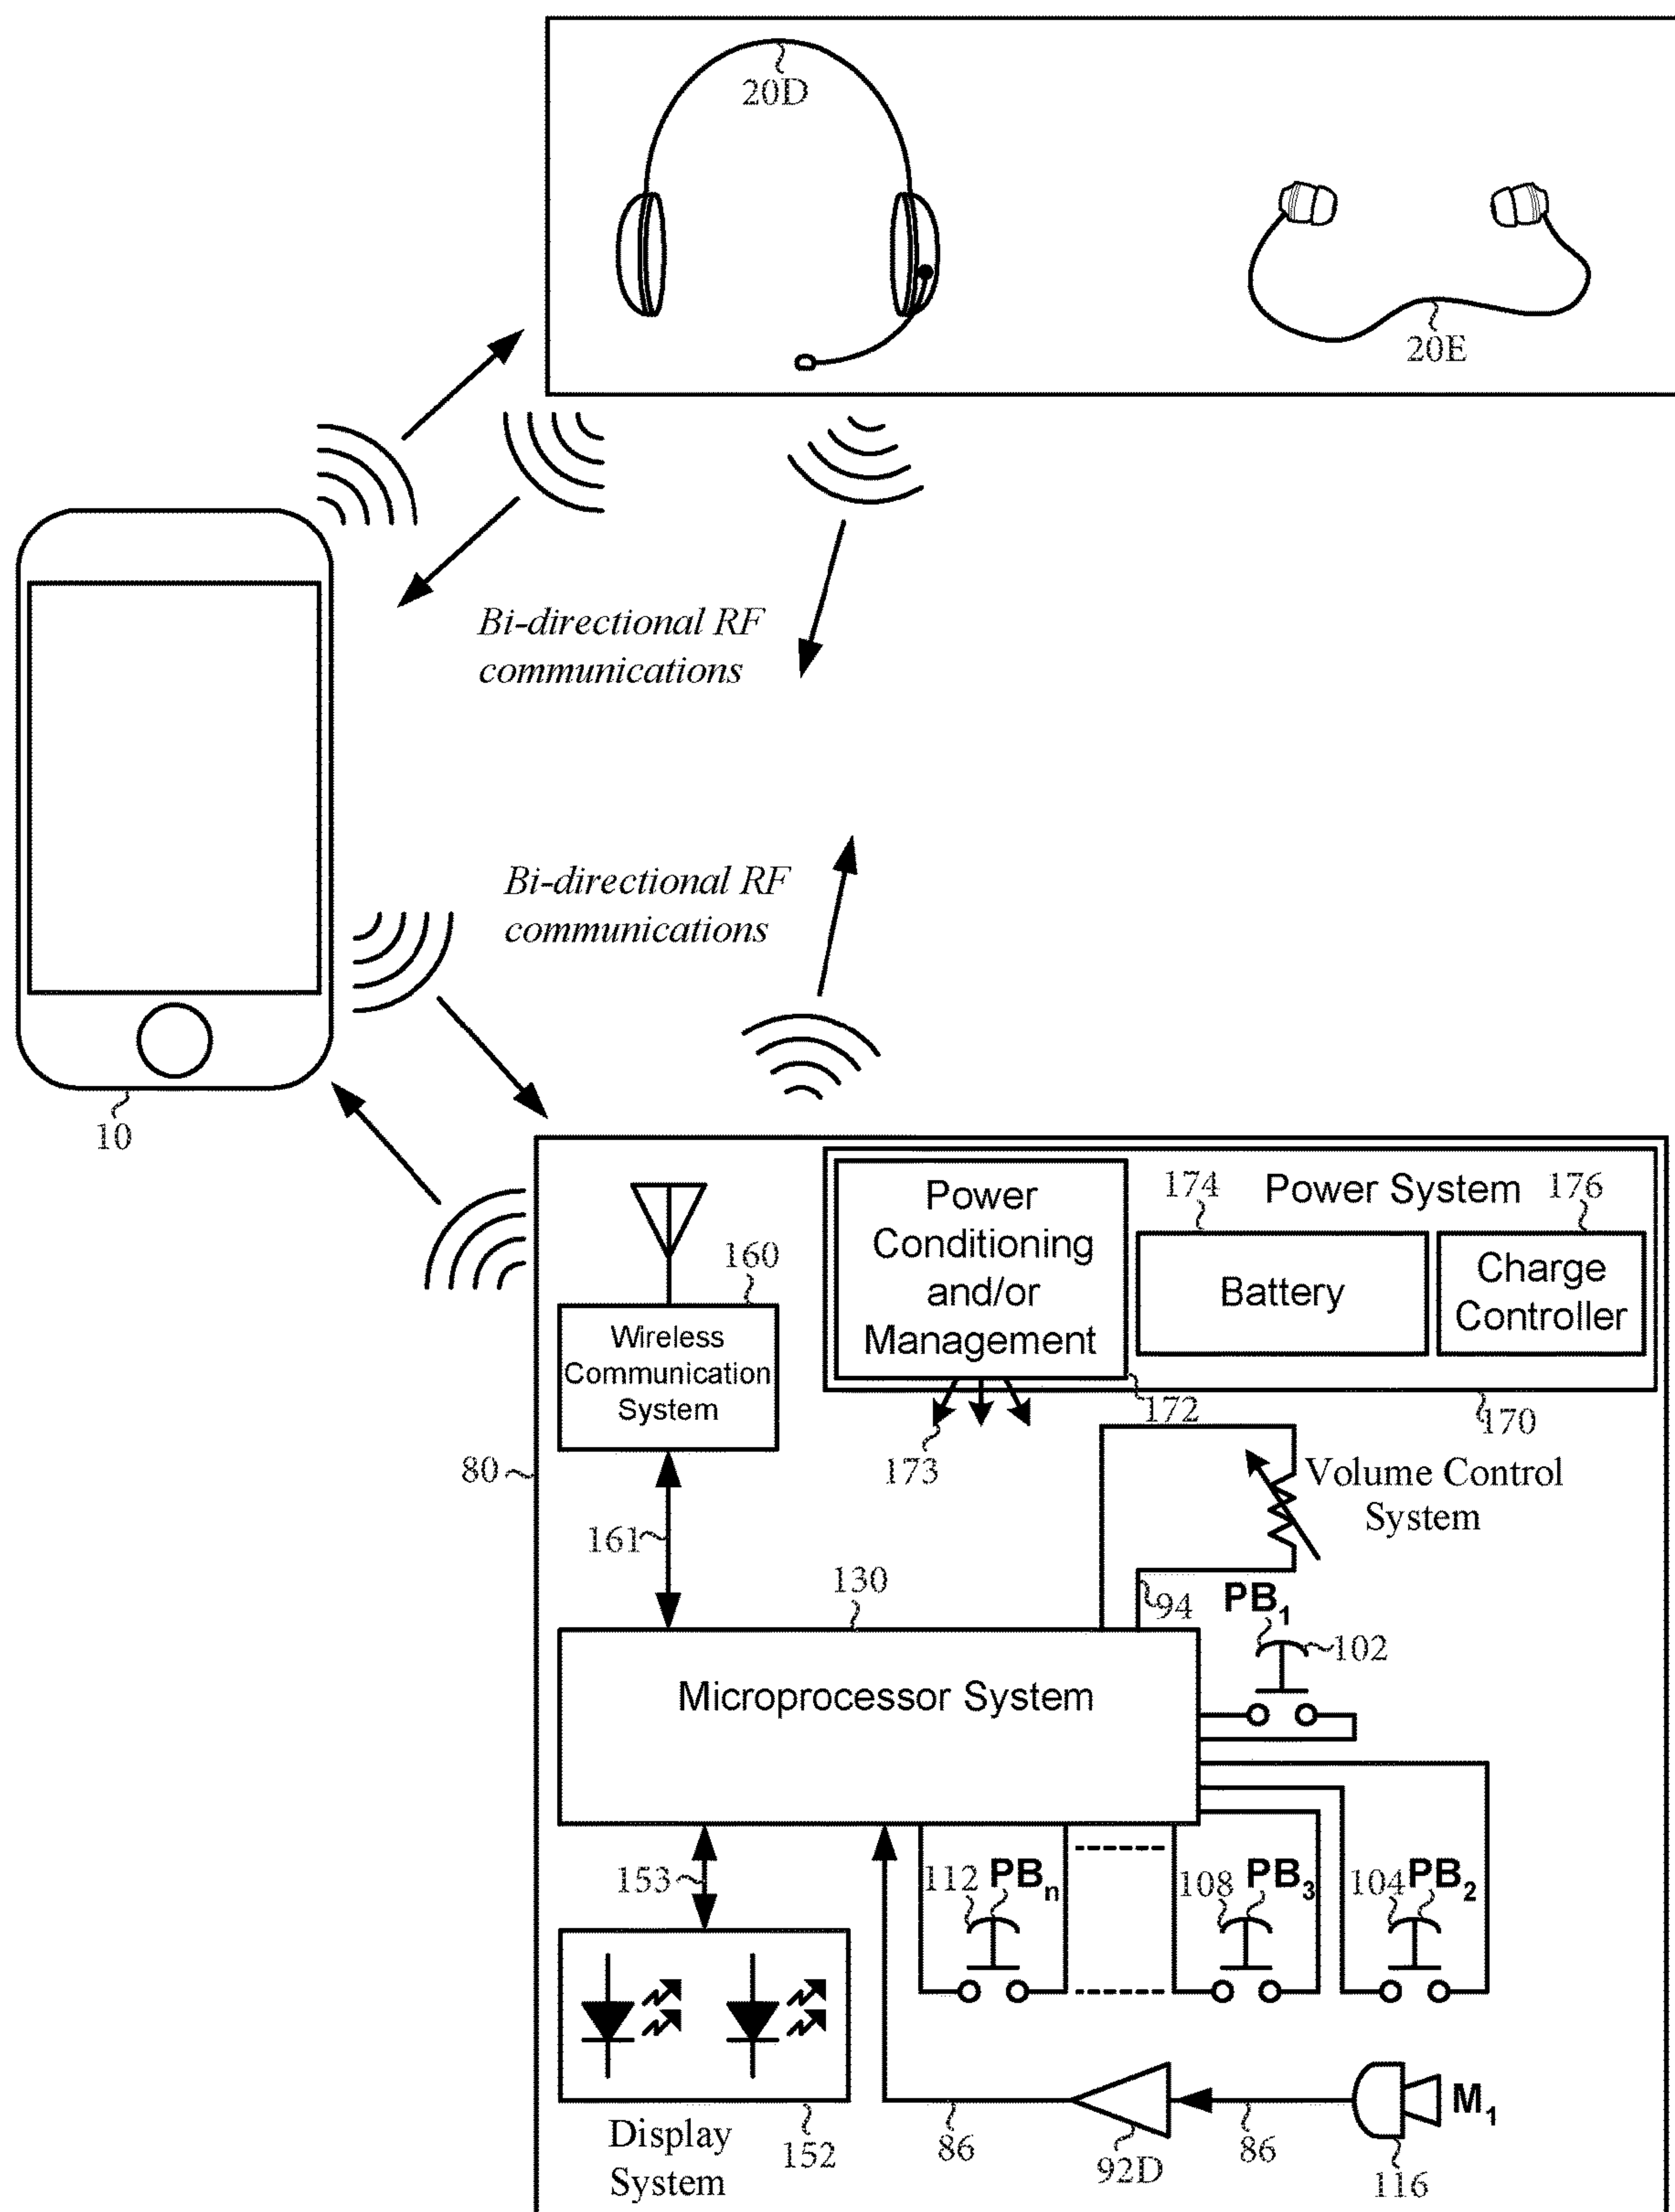 20D
20E
Bi-directional RF
communications
Bi-directional RF
communications
10
Power
Conditioning
and/or
Management
174
Power System
176
Battery
Charge
Controller
160
Wireless
Communication
System
172
170
173
80
Volume Control
System
161
130
94
PB1
102
Microprocessor System
153
112
PBn
108
PB3
104
PB2
Display
System
152
86
92D
86
M1
116